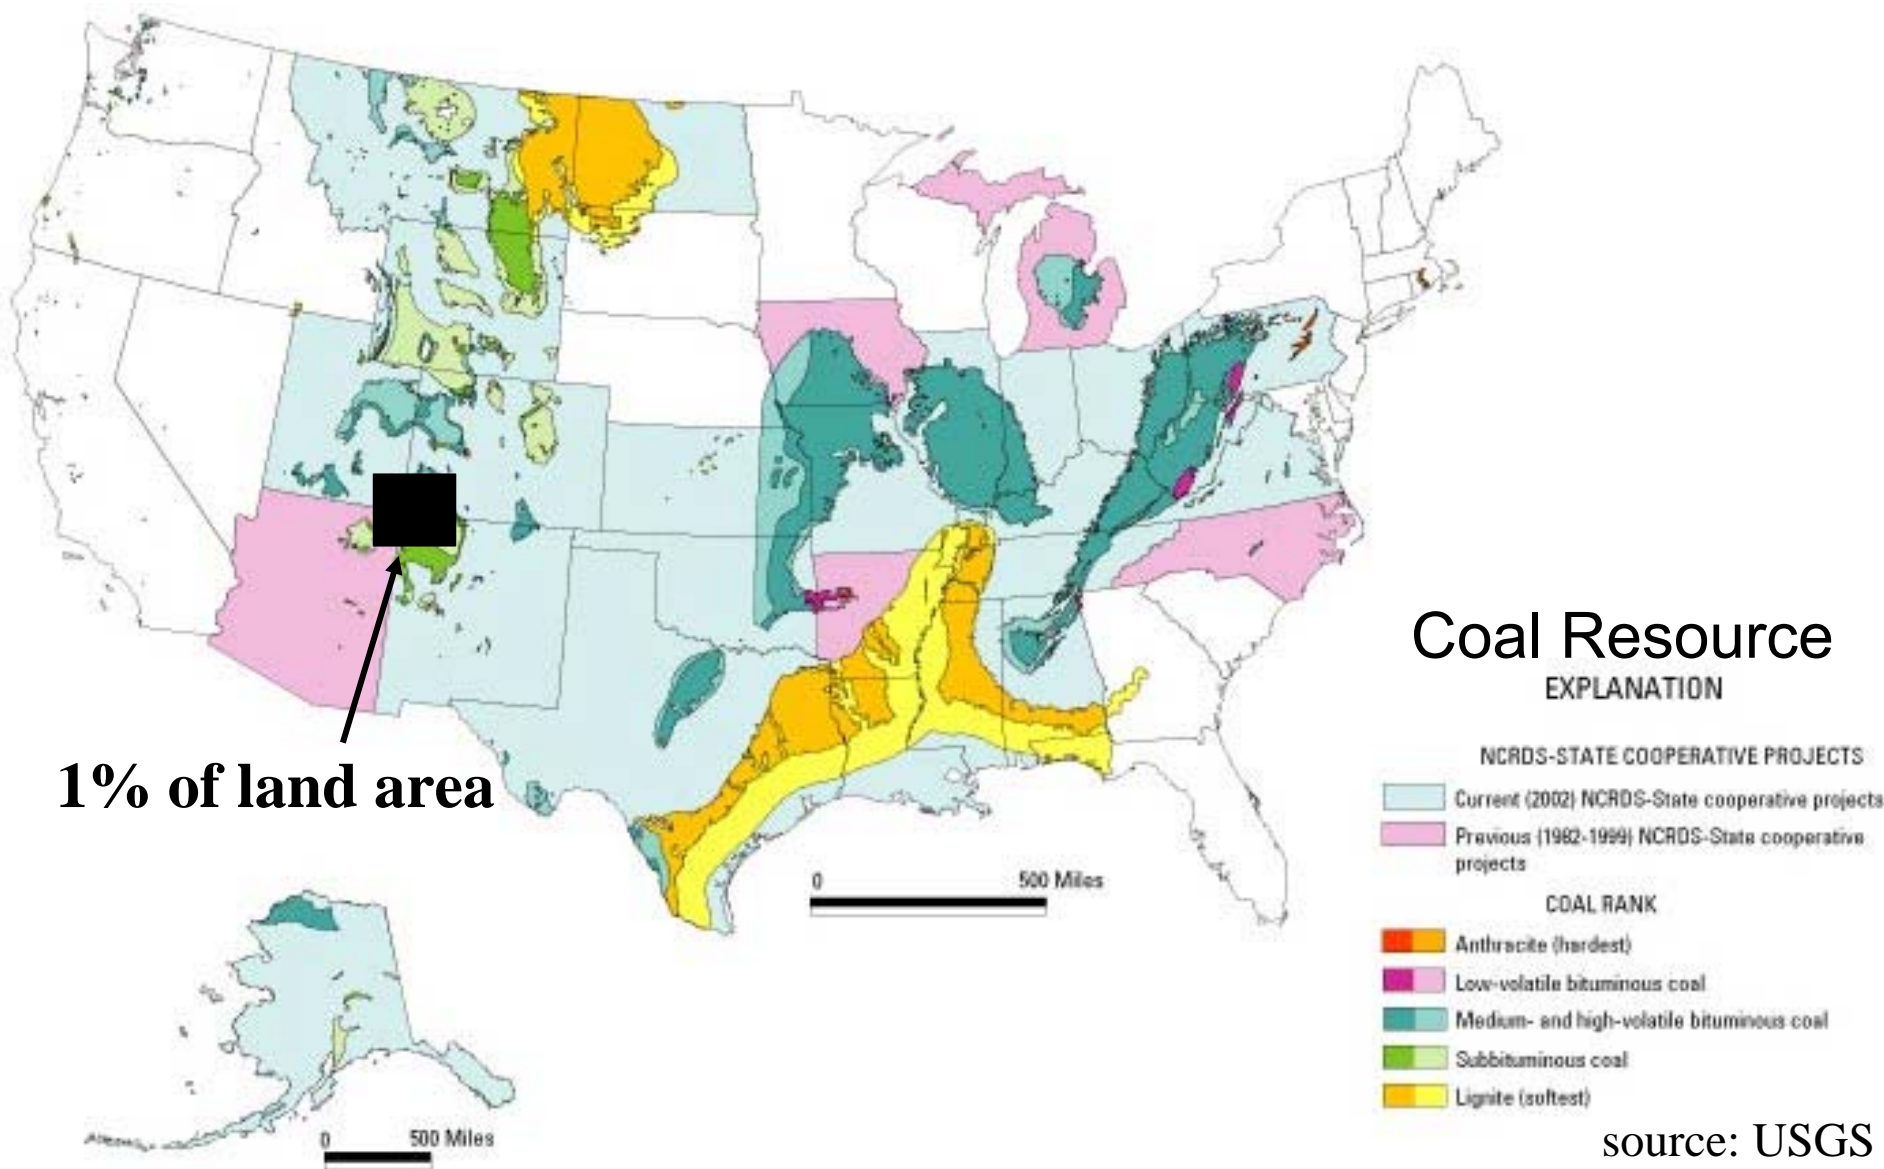 Coal Resource
EXPLANATION
NCRDS-STATE COOPERATIVE PROJECTS
Current (2002) NCRDS-State cooperative projects
Previous (1982-1999) NCRDS-State cooperative
projects
COAL RANK
Anthracite (hardest)
Low-volatile bituminous coal
Medium- and high-volatile bituminous coal
Subbituminous coal
Lignite (softest)
1% of land area
0 500 Miles
0 500 Miles
source: USGS